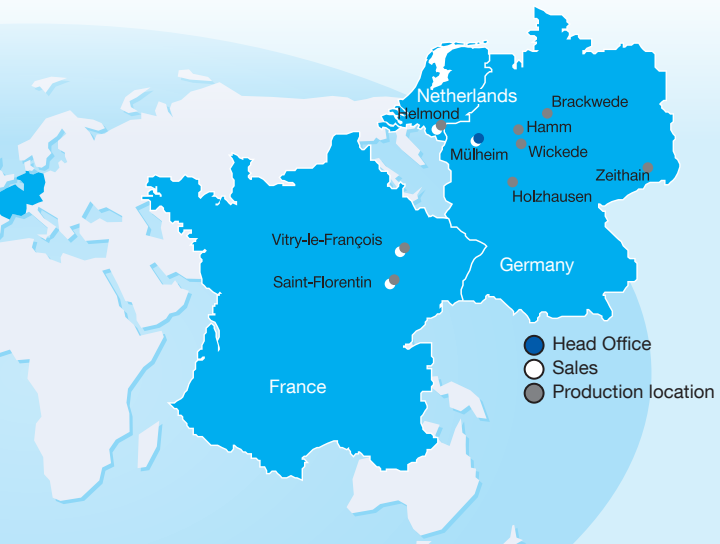 Netherlands
Helmond
Brackwede
Hamm
Mülheim
Wickede
Zeithain
Holzhausen
Vitry-le-François
Saint-Florentin
Germany
France
Head Office
Sales
Production location